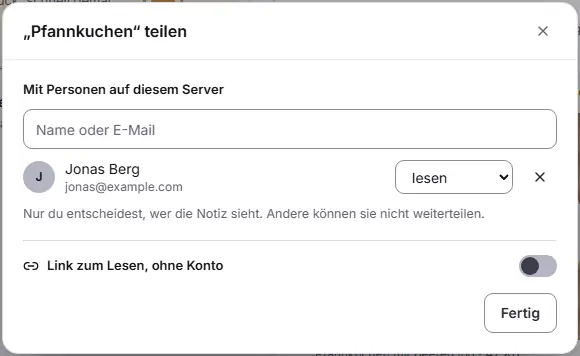 „Pfannkuchen“ teilen
Mit Personen auf diesem Server
Name oder E-Mail
J
Jonas Berg
jonas@example.com
lesen
Nur du entscheidest, wer die Notiz sieht. Andere können sie nicht weiterteilen.
Link zum Lesen, ohne Konto
Fertig